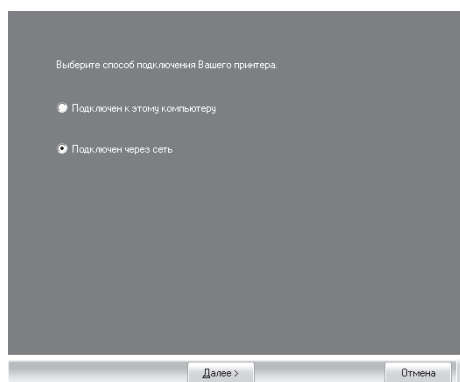 Выберите способ подключения Вашего принтера.
Подключен к этому компьютеру
Подключен через сеть
Далее >
Отмена